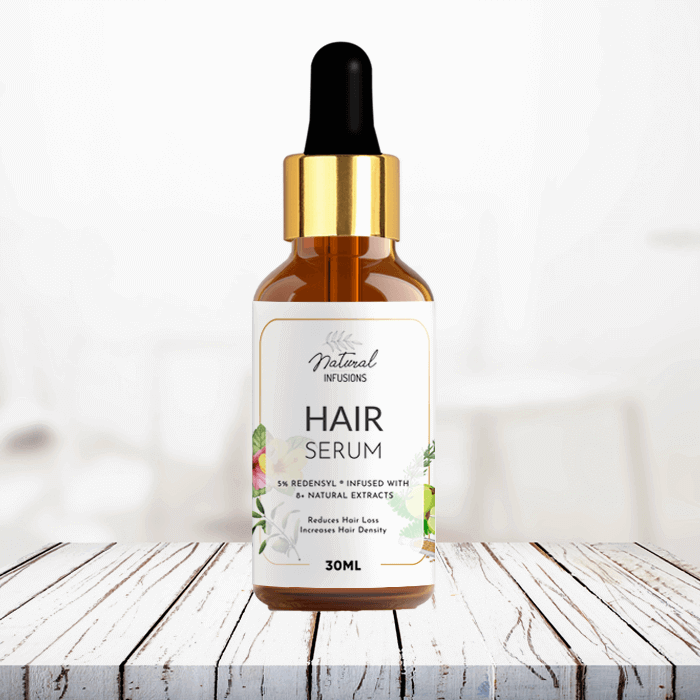 Natural
INFUSIONS
HAIR
SERUM
5% REDENSYL ® INFUSED WITH
8+ NATURAL EXTRACTS
Reduces Hair Loss
Increases Hair Density
30ML